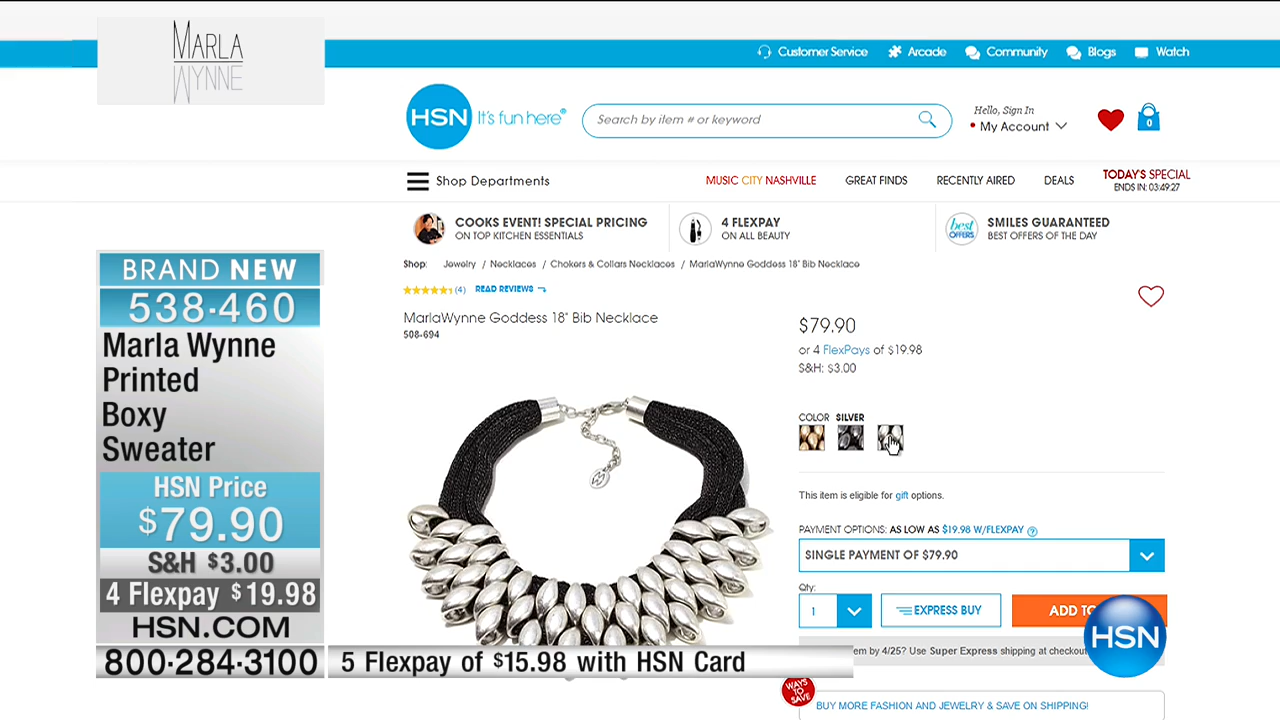 MARLA
WYNNE
Customer Service
Arcade
Community
Blogs
Watch
HSN It's fun here®
Search by item # or keyword
Hello, Sign In
My Account
0
Shop Departments
MUSIC CITY NASHVILLE
GREAT FINDS
RECENTLY AIRED
DEALS
TODAY'S SPECIAL
ENDS IN: 03:49:27
COOKS EVENT! SPECIAL PRICING
ON TOP KITCHEN ESSENTIALS
4 FLEXPAY
ON ALL BEAUTY
best
OFFERS
SMILES GUARANTEED
BEST OFFERS OF THE DAY
Shop: Jewelry / Necklaces / Chokers & Collars Necklaces / MarlaWynne Goddess 18" Bib Necklace
(4) READ REVIEWS
MarlaWynne Goddess 18" Bib Necklace
508-694
$79.90
or 4 FlexPays of $19.98
S&H: $3.00
COLOR SILVER
This item is eligible for gift options.
PAYMENT OPTIONS: AS LOW AS $19.98 W/FLEXPAY ?
SINGLE PAYMENT OF $79.90
Qty:
1
EXPRESS BUY
ADD TO
em by 4/25? Use Super Express shipping at checkout
WAYS
TO
SAVE
BUY MORE FASHION AND JEWELRY & SAVE ON SHIPPING!
BRAND NEW
538-460
Marla Wynne
Printed
Boxy
Sweater
HSN Price
$79.90
S&H $3.00
4 Flexpay $19.98
HSN.COM
800-284-3100
5 Flexpay of $15.98 with HSN Card
HSN